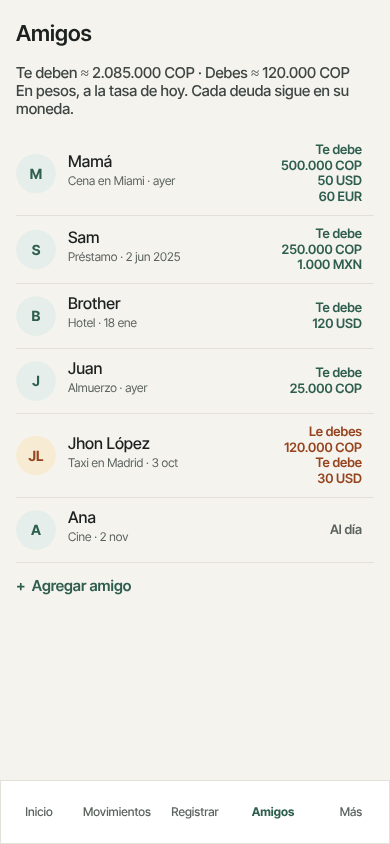 Amigos
Te deben ≈ 2.085.000 COP · Debes ≈ 120.000 COP
En pesos, a la tasa de hoy. Cada deuda sigue en su
moneda.
M
Mamá
Cena en Miami · ayer
Te debe
500.000 COP
50 USD
60 EUR
S
Sam
Préstamo · 2 jun 2025
Te debe
250.000 COP
1.000 MXN
B
Brother
Hotel · 18 ene
Te debe
120 USD
J
Juan
Almuerzo · ayer
Te debe
25.000 COP
JL
Jhon López
Taxi en Madrid · 3 oct
Le debes
120.000 COP
Te debe
30 USD
A
Ana
Cine · 2 nov
Al día
+ Agregar amigo
Inicio
Movimientos
Registrar
Amigos
Más